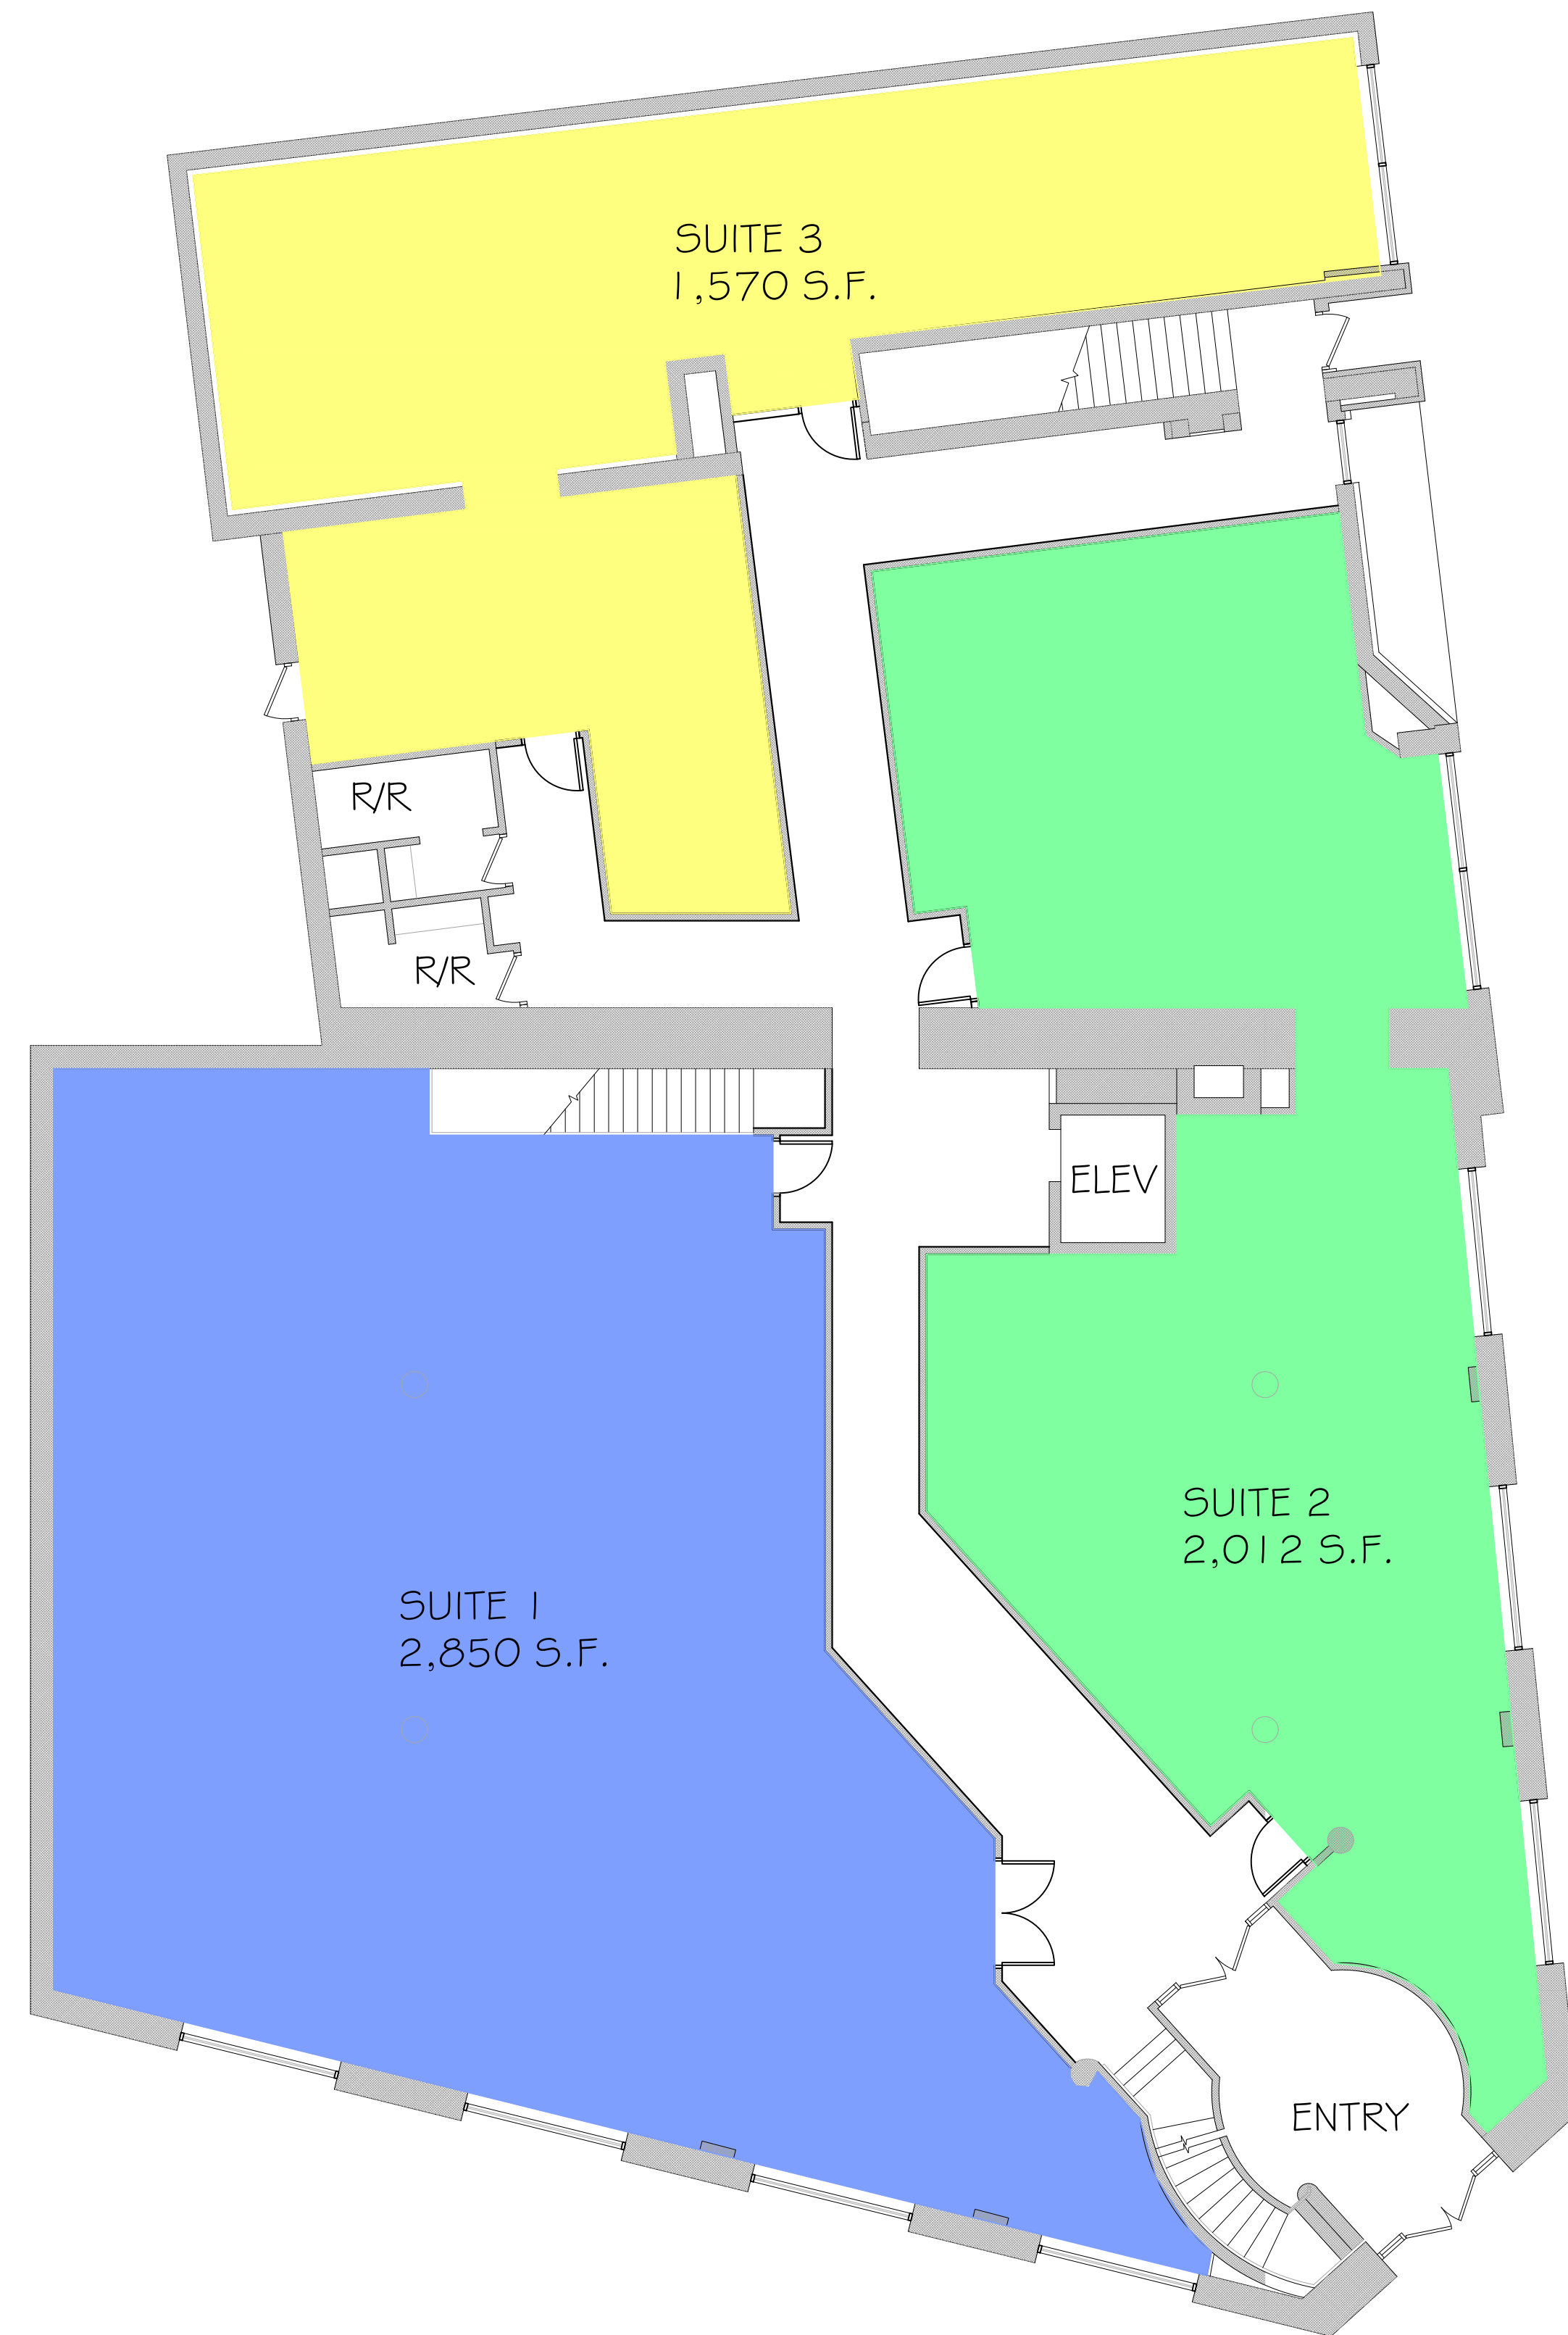 SUITE 3
1,570 S.F.
R/R
R/R
ELEV
SUITE 2
2,012 S.F.
SUITE 1
2,850 S.F.
ENTRY